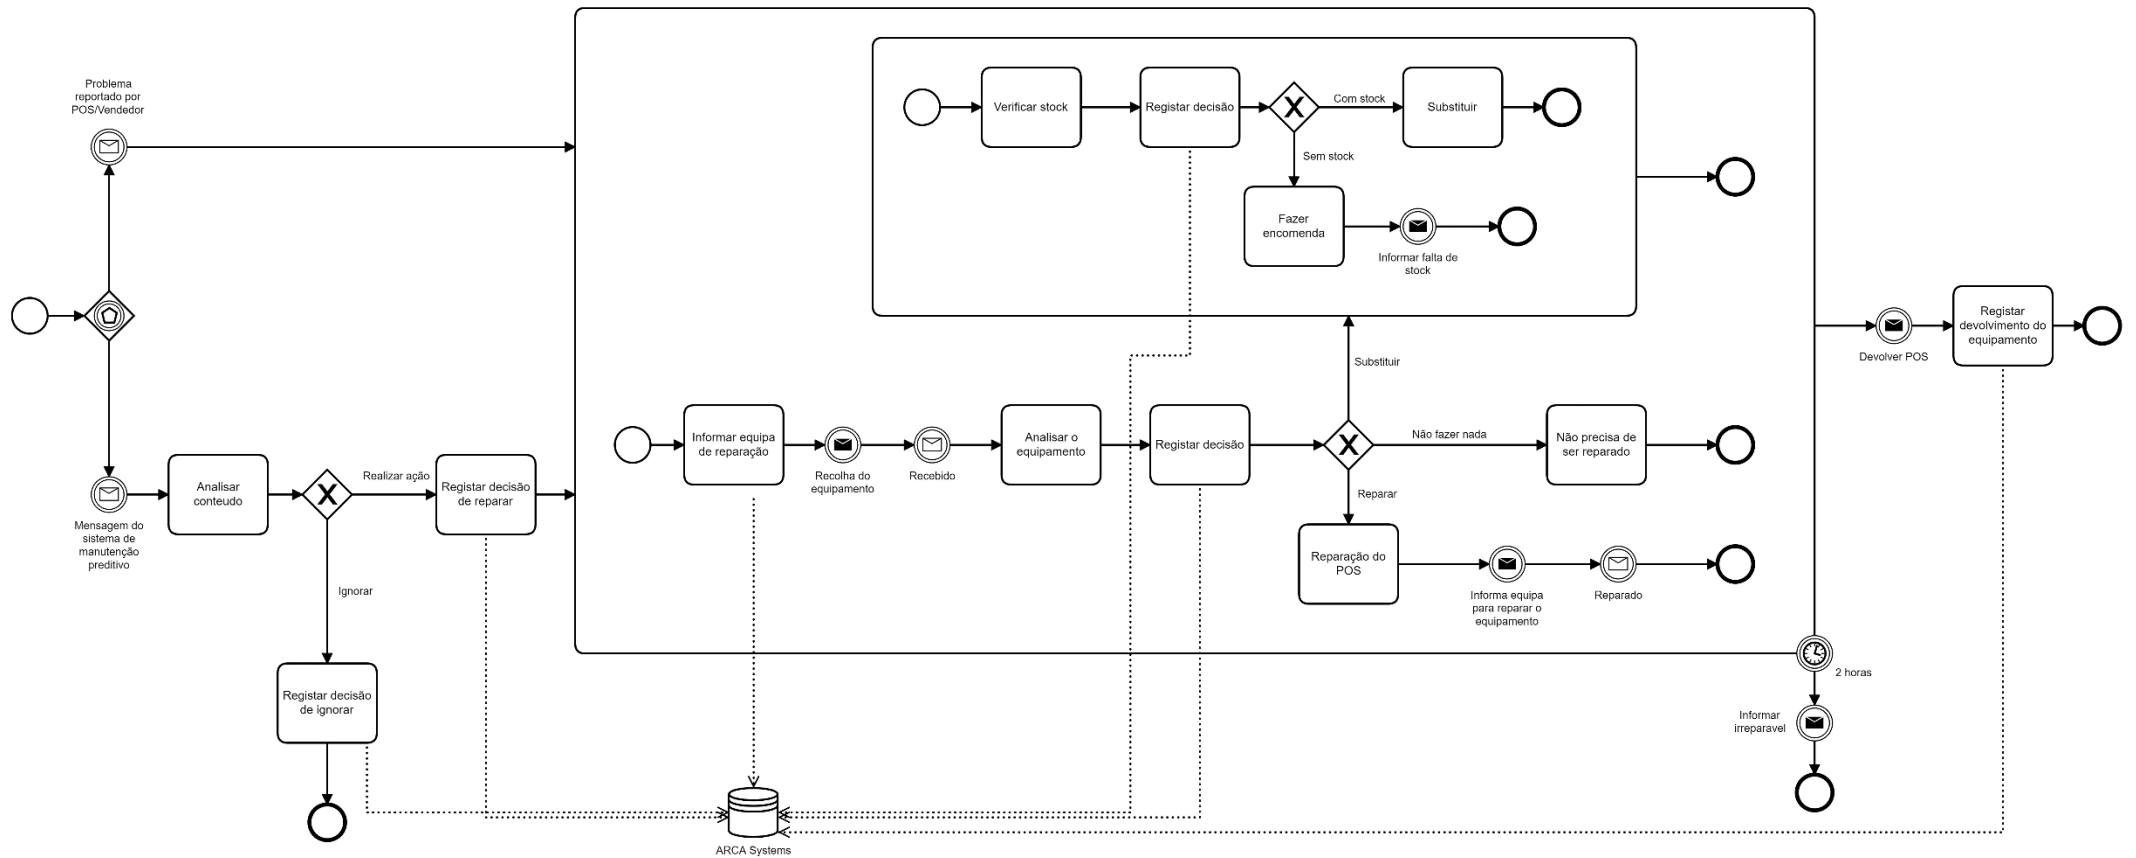 Problema
reportado por
POS/Vendedor
Verificar stock
Registar decisão
Com stock
Substituir
Sem stock
Fazer
encomenda
Informar falta de
stock
Registar
devolvimento do
equipamento
Devolver POS
Substituir
Informar equipa
de reparação
Recolha do
equipamento
Recebido
Analisar o
equipamento
Registar decisão
Não fazer nada
Não precisa de
ser reparado
Reparar
Reparação do
POS
Informa equipa
para reparar o
equipamento
Reparado
Mensagem do
sistema de
manutenção
preditivo
Analisar
conteudo
Realizar ação
Registar decisão
de reparar
Ignorar
Registar decisão
de ignorar
2 horas
Informar
irreparavel
ARCA Systems